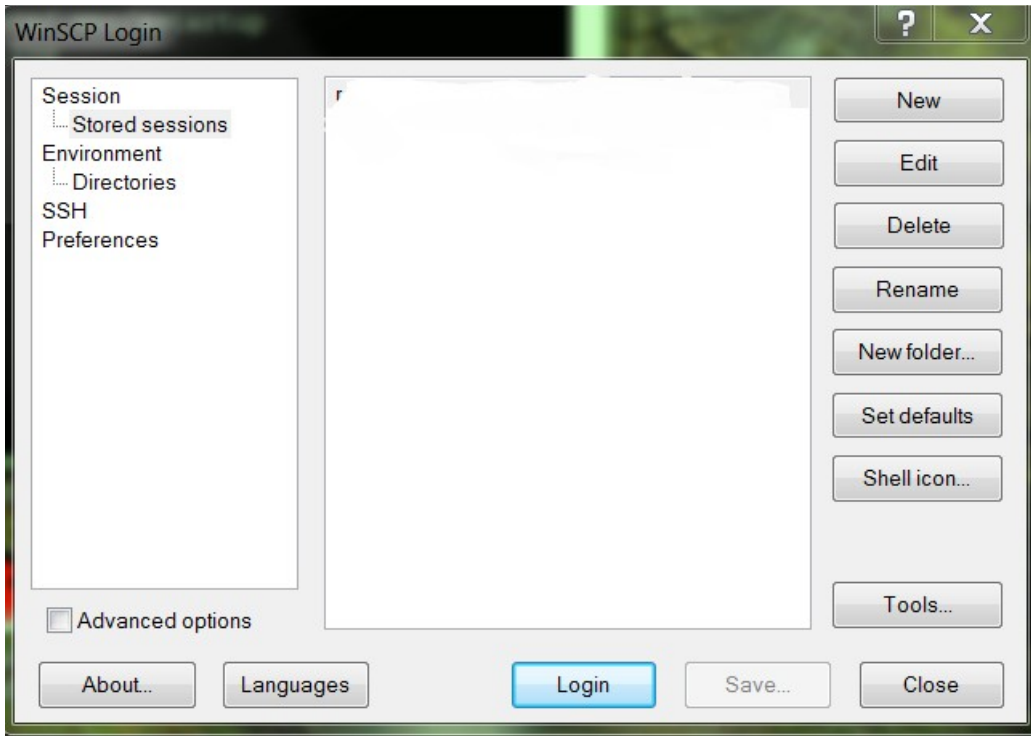 WinSCP Login
Session
Stored sessions
Environment
Directories
SSH
Preferences
Advanced options
r
New
Edit
Delete
Rename
New folder...
Set defaults
Shell icon...
Tools...
About...
Languages
Login
Save...
Close